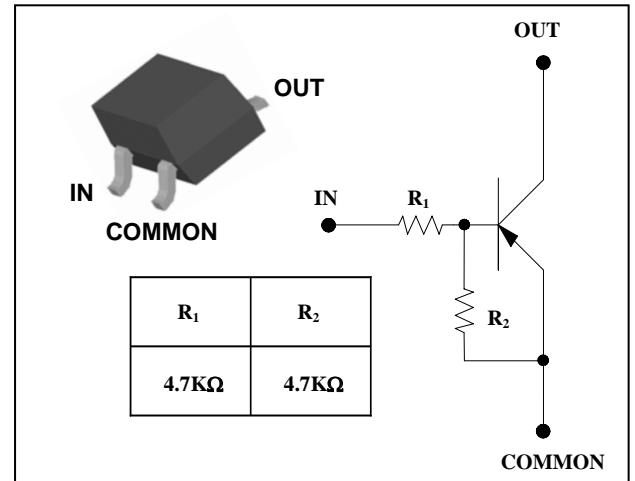 OUT
OUT
IN
IN
R₁
COMMON
R₁ R₂
R₂
4.7KΩ 4.7KΩ
COMMON